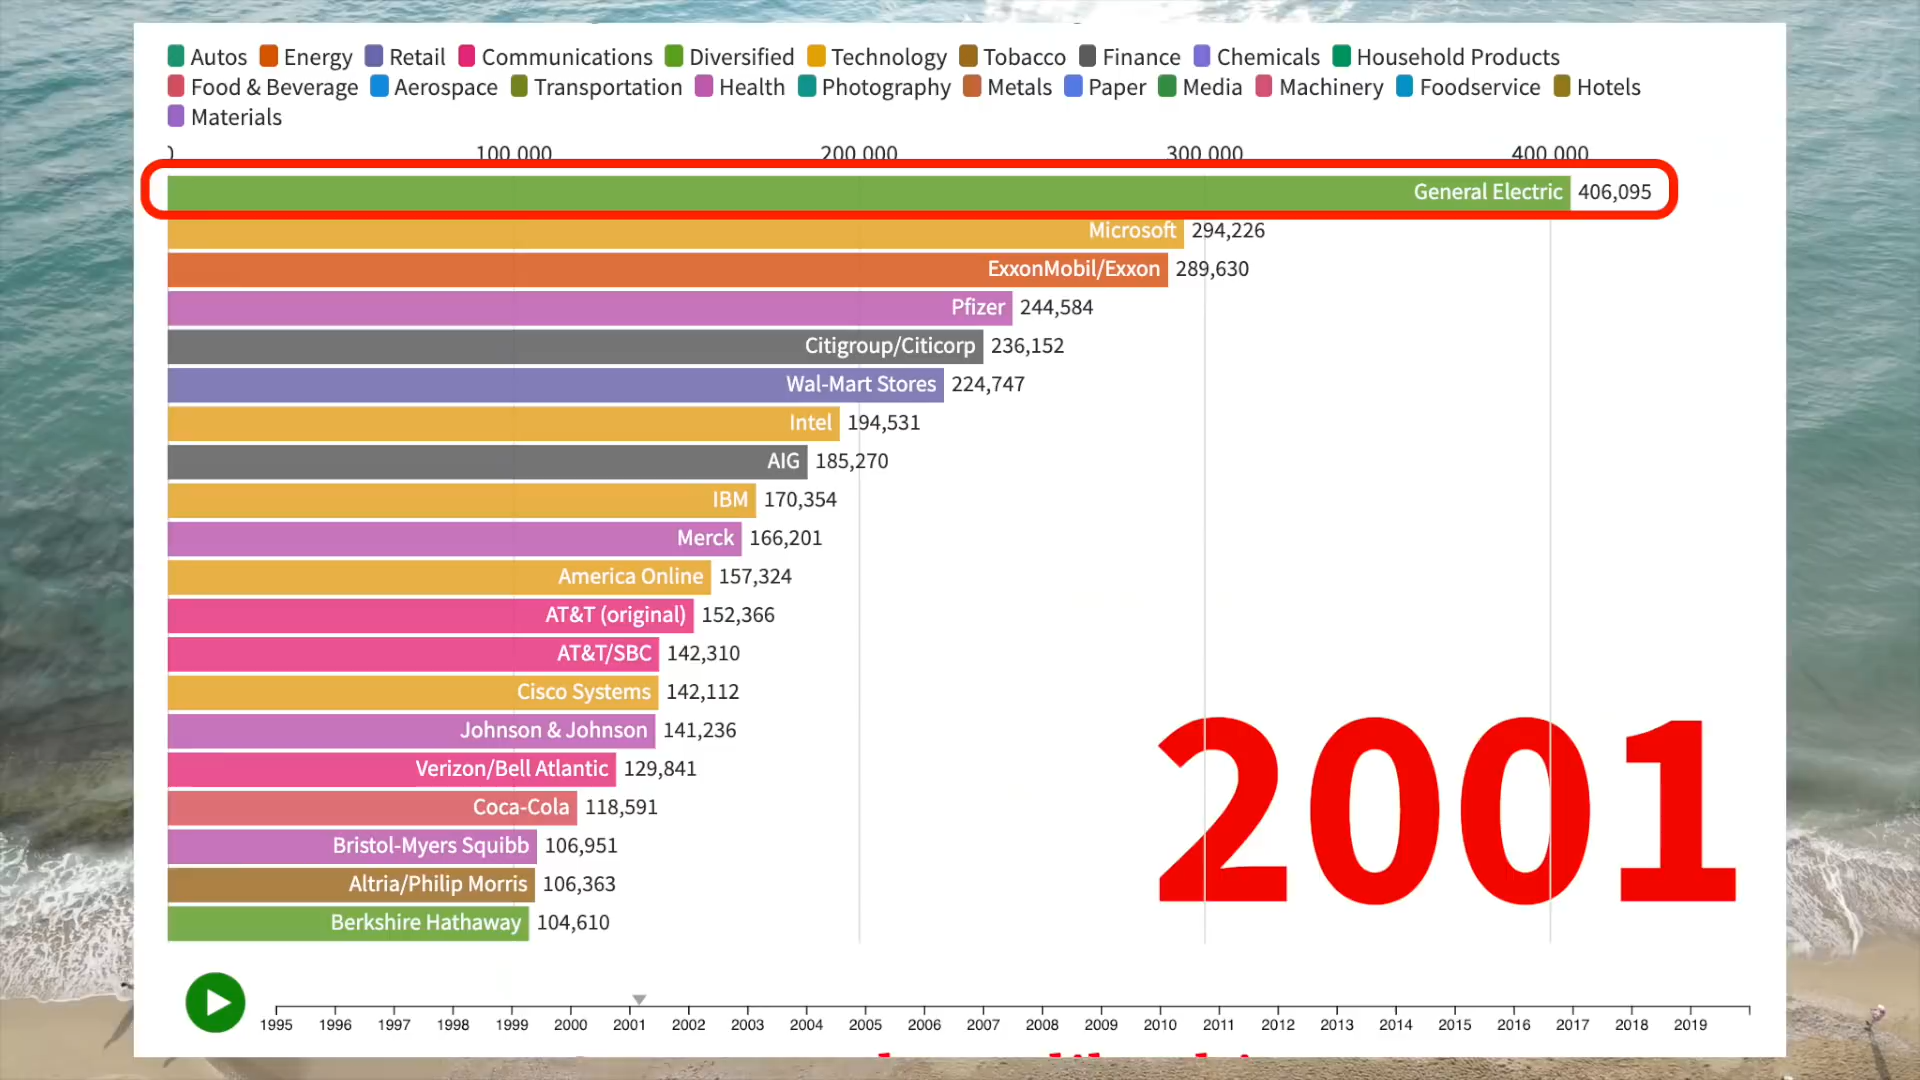 Autos Energy Retail Communications Diversified Technology Tobacco Finance Chemicals Household Products
Food & Beverage Aerospace Transportation Health Photography Metals Paper Media Machinery Foodservice Hotels
Materials
0 100,000 200,000 300,000 400,000
General Electric 406,095
Microsoft 294,226
ExxonMobil/Exxon 289,630
Pfizer 244,584
Citigroup/Citicorp 236,152
Wal-Mart Stores 224,747
Intel 194,531
AIG 185,270
IBM 170,354
Merck 166,201
America Online 157,324
AT&T (original) 152,366
AT&T/SBC 142,310
Cisco Systems 142,112
Johnson & Johnson 141,236
Verizon/Bell Atlantic 129,841
Coca-Cola 118,591
Bristol-Myers Squibb 106,951
Altria/Philip Morris 106,363
Berkshire Hathaway 104,610
2001
1995 1996 1997 1998 1999 2000 2001 2002 2003 2004 2005 2006 2007 2008 2009 2010 2011 2012 2013 2014 2015 2016 2017 2018 2019